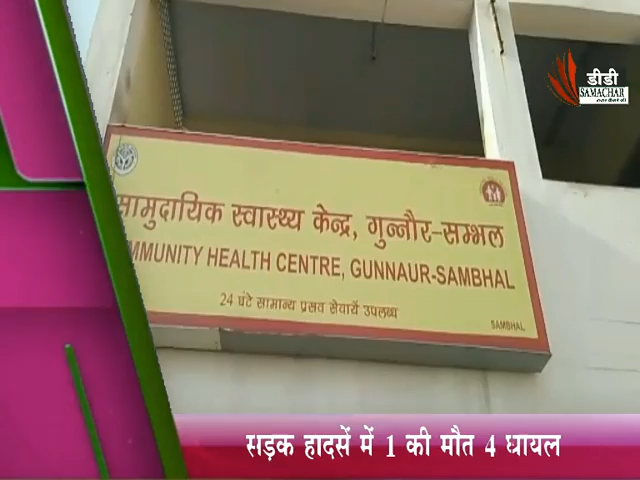 डीडी
SAMACHAR
सामुदायिक स्वास्थ्य केन्द्र, गुन्नौर-सम्भल
MMUNITY HEALTH CENTRE, GUNNAUR-SAMBHAL
24 घंटे सामान्य प्रसव सेवायें उपलब्ध
SAMBHAL
सड़क हादसें में 1 की मौत 4 घायल